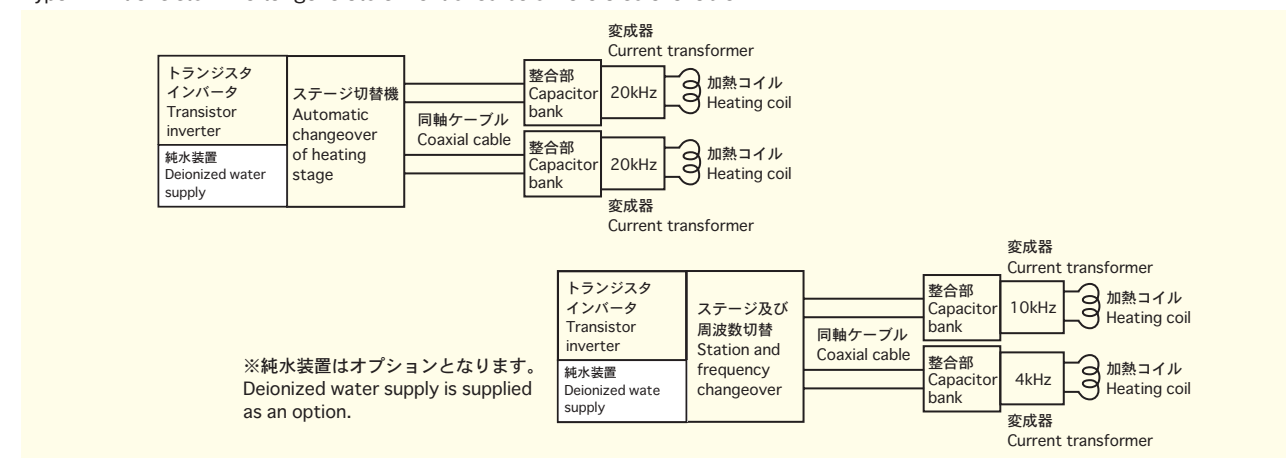 変成器
Current transformer
トランジスタ
インバータ
Transistor
inverter
純水装置
Deionized water
supply
ステージ切替機
Automatic
changeover
of heating
stage
同軸ケーブル
Coaxial cable
整合部
Capacitor
bank
20kHz
加熱コイル
Heating coil
整合部
Capacitor
bank
20kHz
加熱コイル
Heating coil
変成器
Current transformer
変成器
Current transformer
トランジスタ
インバータ
Transistor
inverter
純水装置
Deionized wate
supply
ステージ及び
周波数切替
Station and
frequency
changeover
同軸ケーブル
Coaxial cable
整合部
Capacitor
bank
10kHz
加熱コイル
Heating coil
整合部
Capacitor
bank
4kHz
加熱コイル
Heating coil
変成器
Current transformer
※純水装置はオプションとなります。
Deionized water supply is supplied
as an option.